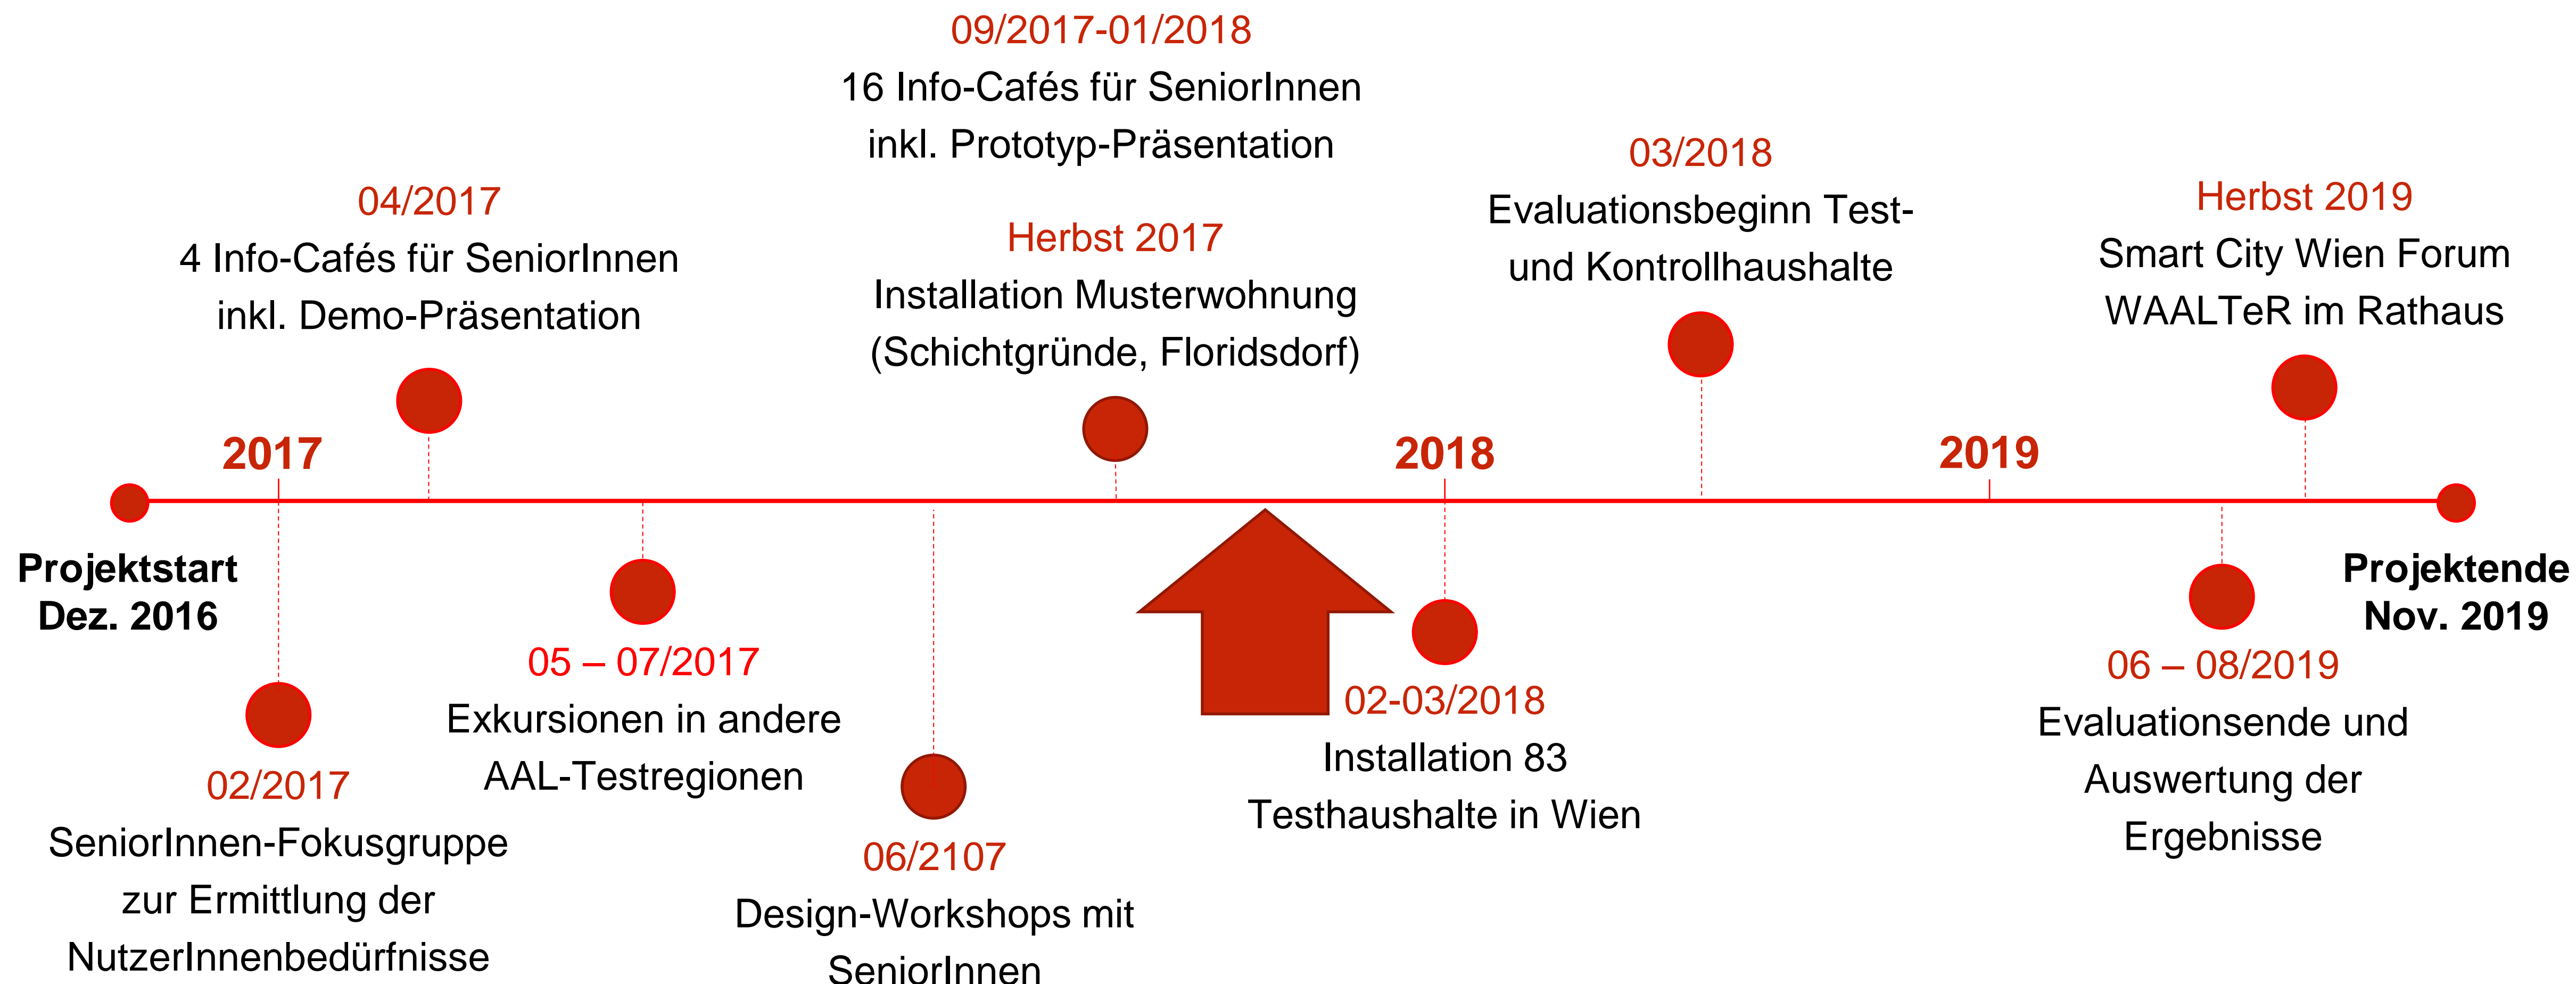 09/2017-01/2018
16 Info-Cafés für SeniorInnen
inkl. Prototyp-Präsentation
04/2017
4 Info-Cafés für SeniorInnen
inkl. Demo-Präsentation
Herbst 2017
Installation Musterwohnung
(Schichtgründe, Floridsdorf)
03/2018
Evaluationsbeginn Test-
und Kontrollhaushalte
Herbst 2019
Smart City Wien Forum
WAALTeR im Rathaus
2017
2018
2019
Projektstart
Dez. 2016
Projektende
Nov. 2019
02/2017
SeniorInnen-Fokusgruppe
zur Ermittlung der
NutzerInnenbedürfnisse
05 – 07/2017
Exkursionen in andere
AAL-Testregionen
06/2107
Design-Workshops mit
SeniorInnen
02-03/2018
Installation 83
Testhaushalte in Wien
06 – 08/2019
Evaluationsende und
Auswertung der
Ergebnisse